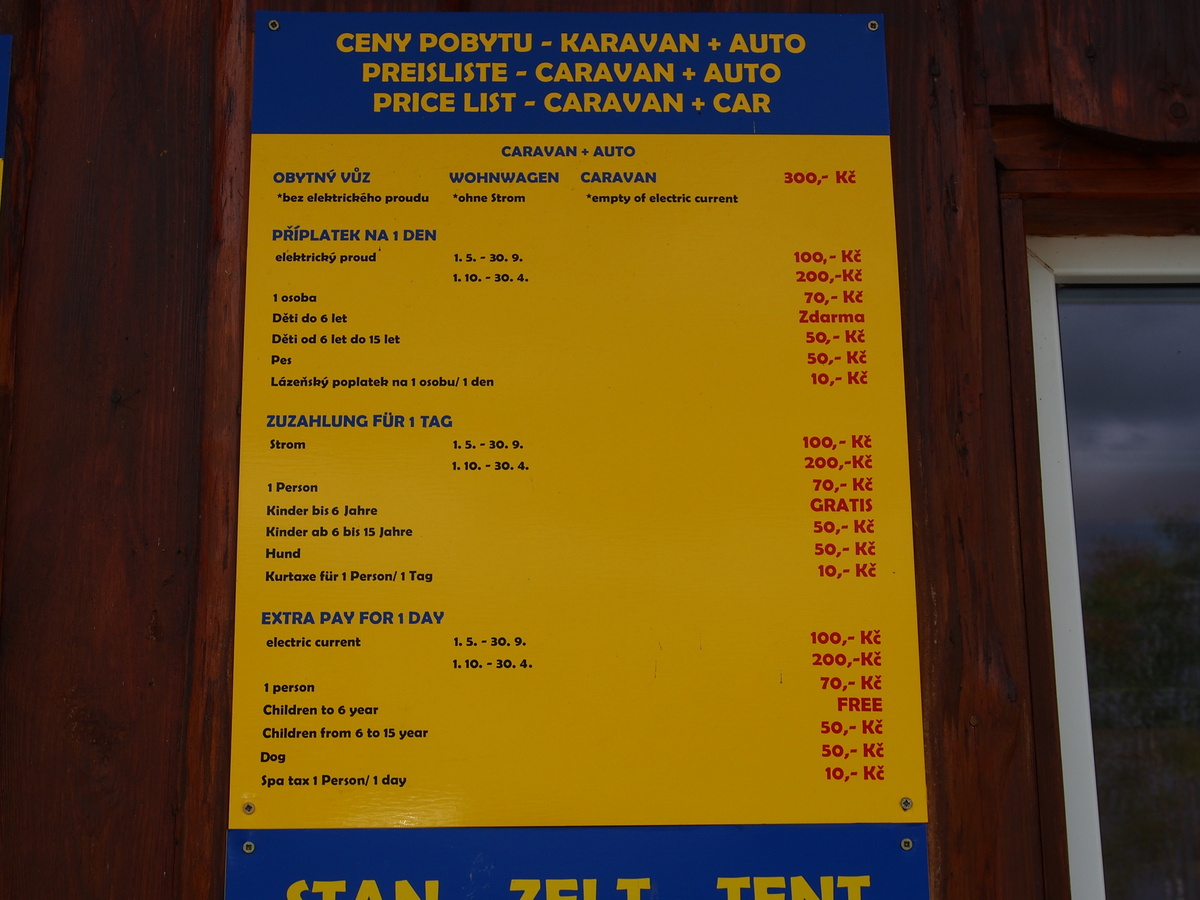 CENY POBYTU - KARAVAN + AUTO
PREISLISTE - CARAVAN + AUTO
PRICE LIST - CARAVAN + CAR
CARAVAN + AUTO
OBYTNÝ VŮZ WOHNWAGEN CARAVAN 300,- Kč
*bez elektrického proudu *ohne Strom *empty of electric current
PŘÍPLATEK NA 1 DEN
elektrický proud 1. 5. - 30. 9. 100,- Kč
1. 10. - 30. 4. 200,- Kč
1 osoba 70,- Kč
Děti do 6 let Zdarma
Děti od 6 let do 15 let 50,- Kč
Pes 50,- Kč
Lázeňský poplatek na 1 osobu/ 1 den 10,- Kč
ZUZAHLUNG FÜR 1 TAG
Strom 1. 5. - 30. 9. 100,- Kč
1. 10. - 30. 4. 200,-Kč
1 Person 70,- Kč
Kinder bis 6 Jahre GRATIS
Kinder ab 6 bis 15 Jahre 50,- Kč
Hund 50,- Kč
Kurtaxe für 1 Person/ 1 Tag 10,- Kč
EXTRA PAY FOR 1 DAY
electric current 1. 5. - 30. 9. 100,- Kč
1. 10. - 30. 4. 200,-Kč
1 person 70,- Kč
Children to 6 year FREE
Children from 6 to 15 year 50,- Kč
Dog 50,- Kč
Spa tax 1 Person/ 1 day 10,- Kč
STAN ZELT TENT